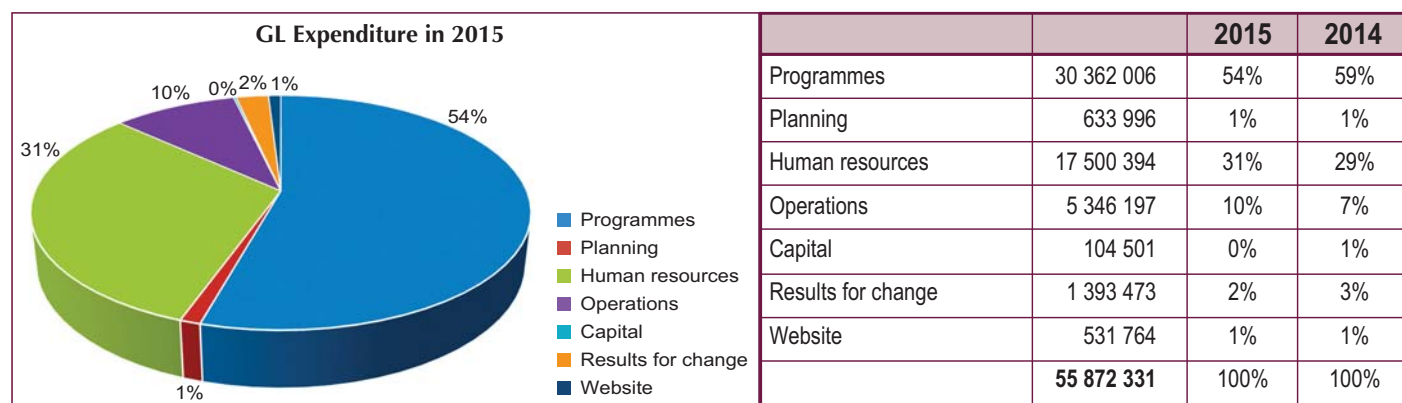 GL Expenditure in 2015
10%
0%
2%
1%
54%
31%
1%
Programmes
Planning
Human resources
Operations
Capital
Results for change
Website
2015 2014
Programmes 30 362 006 54% 59%
Planning 633 996 1% 1%
Human resources 17 500 394 31% 29%
Operations 5 346 197 10% 7%
Capital 104 501 0% 1%
Results for change 1 393 473 2% 3%
Website 531 764 1% 1%
55 872 331 100% 100%